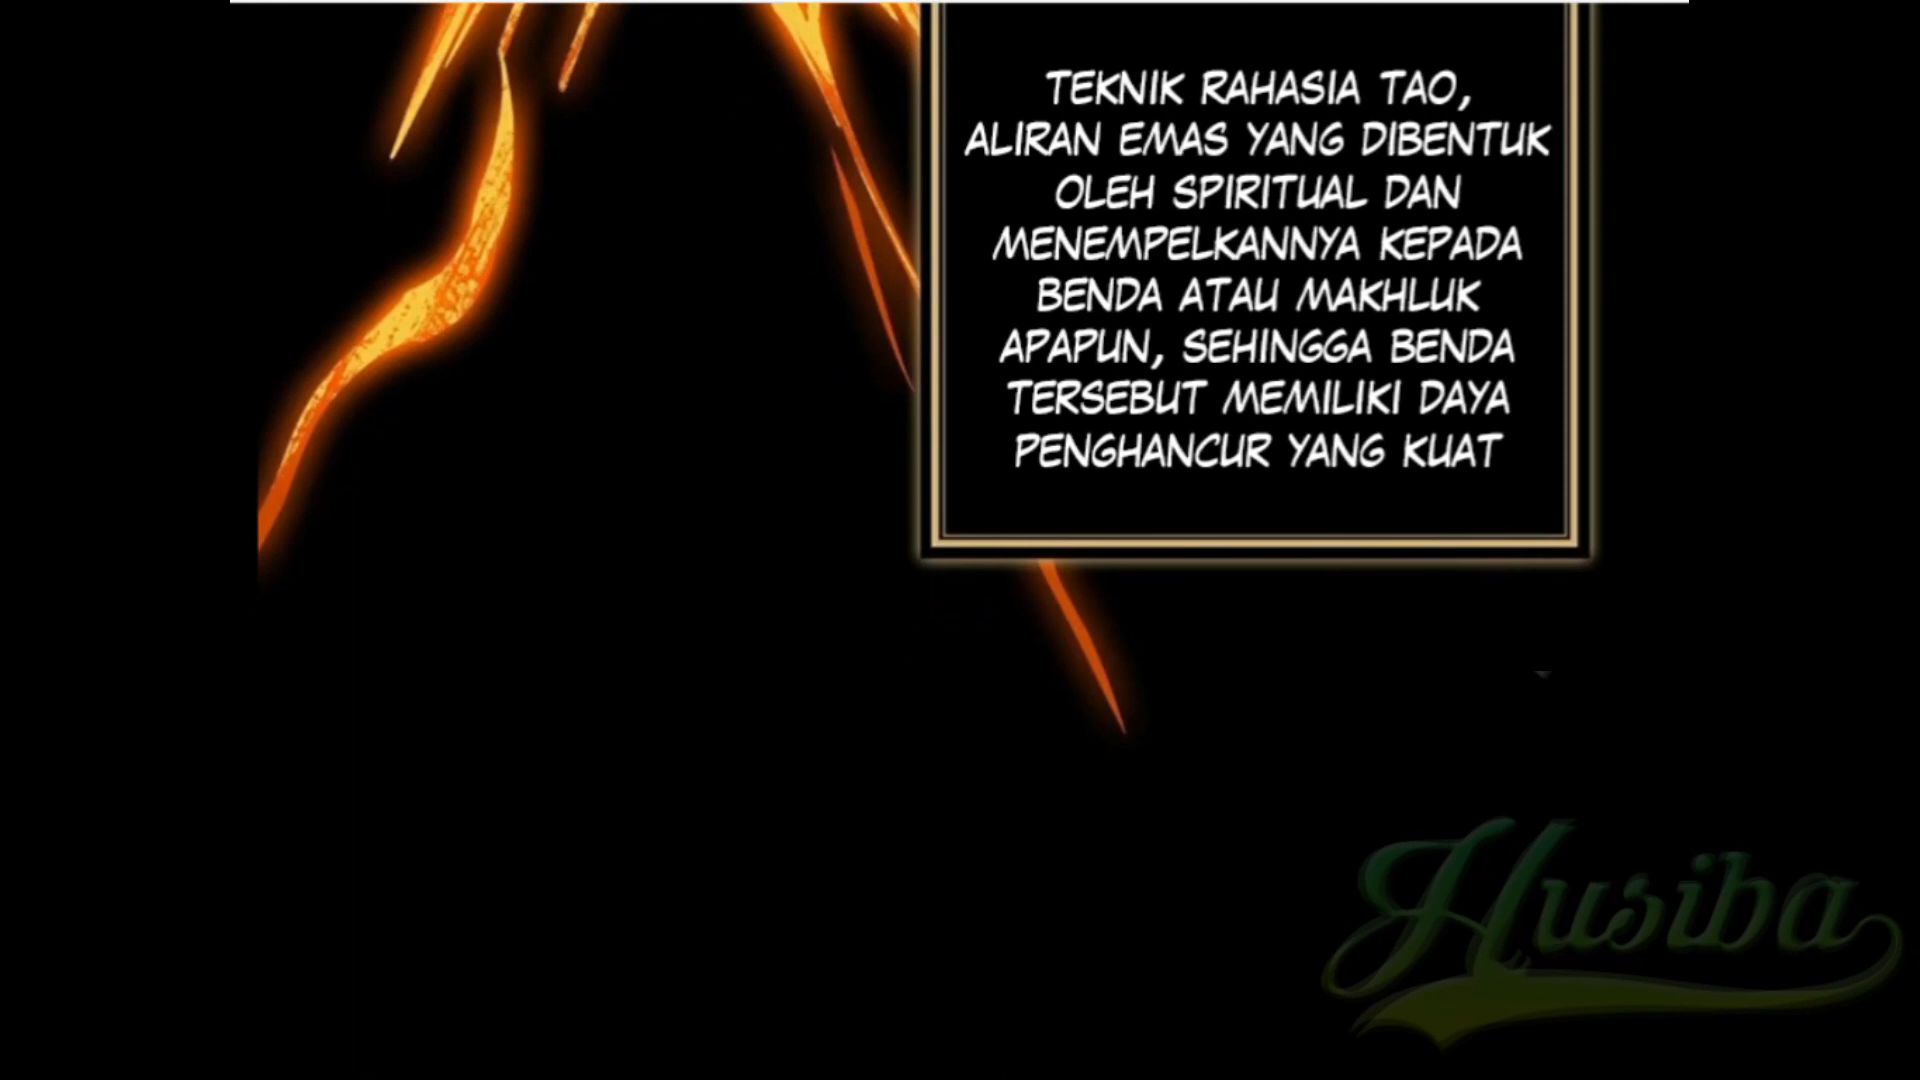 TEKNIK RAHASIA TAO,
ALIRAN EMAS YANG DIBENTUK
OLEH SPIRITUAL DAN
MENEMPELKANNYA KEPADA
BENDA ATAU MAKHLUK
APAPUN, SEHINGGA BENDA
TERSEBUT MEMILIKI DAYA
PENGHANCUR YANG KUAT
Husiba